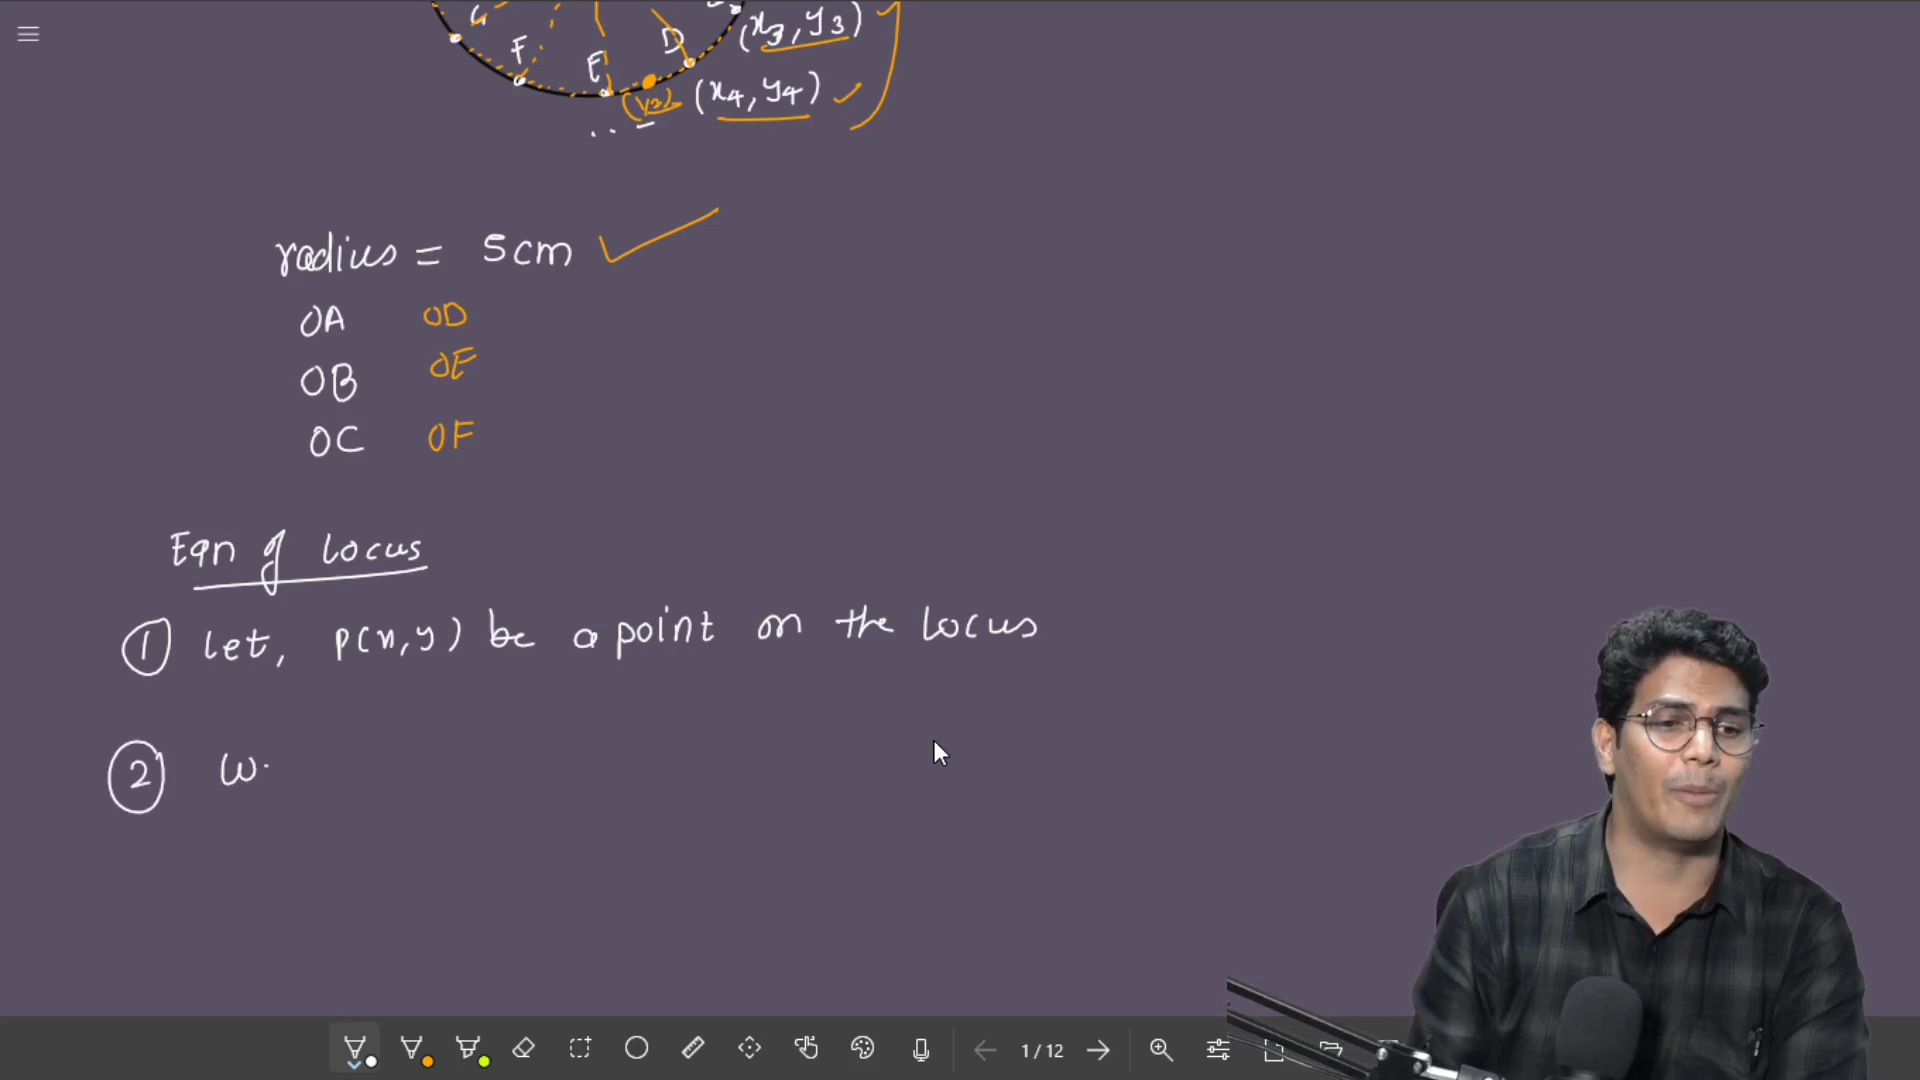 G
F
E
D
(x3, y3)
(x4, y4)
radius = 5cm
OA OD
OB OE
OC OF
Eqn of Locus
① Let, P(x, y) be a point on the Locus
② W.
1 / 12